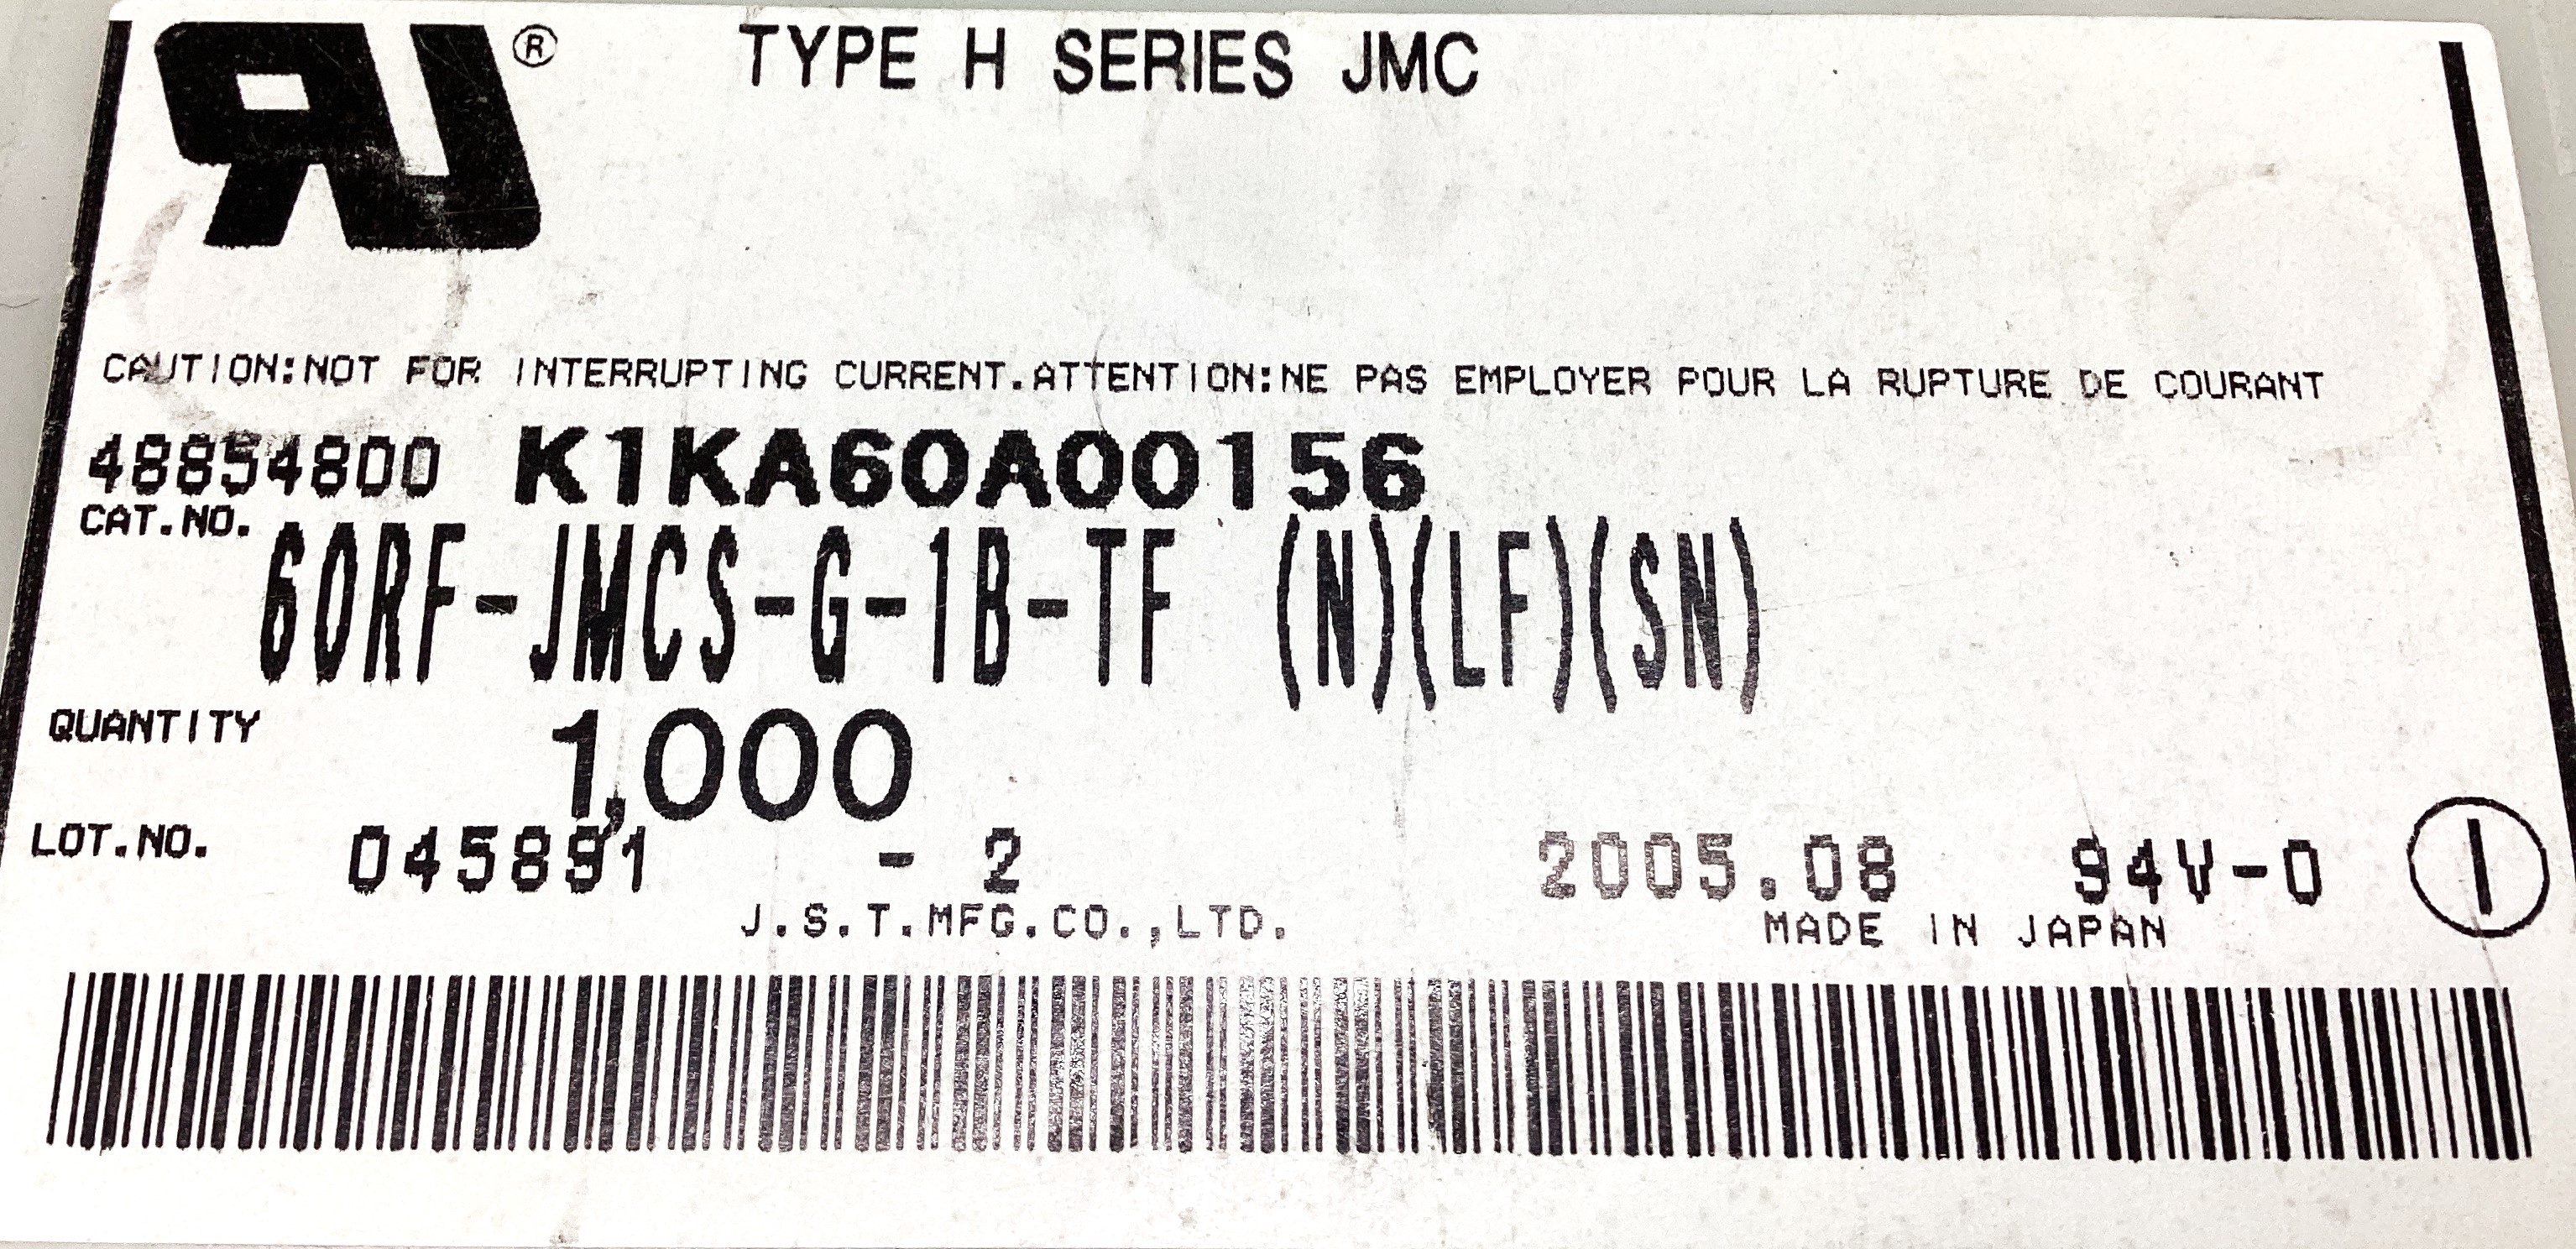 RU®
TYPE H SERIES JMC
CAUTION:NOT FOR INTERRUPTING CURRENT.ATTENTION:NE PAS EMPLOYER POUR LA RUPTURE DE COURANT
48854800 K1KA60A00156
CAT.NO. 60RF-JMCS-G-1B-TF (N)(LF)(SN)
QUANTITY 1,000
LOT.NO. 045891 - 2 2005.08 94V-0 1
J.S.T.MFG.CO.,LTD. MADE IN JAPAN